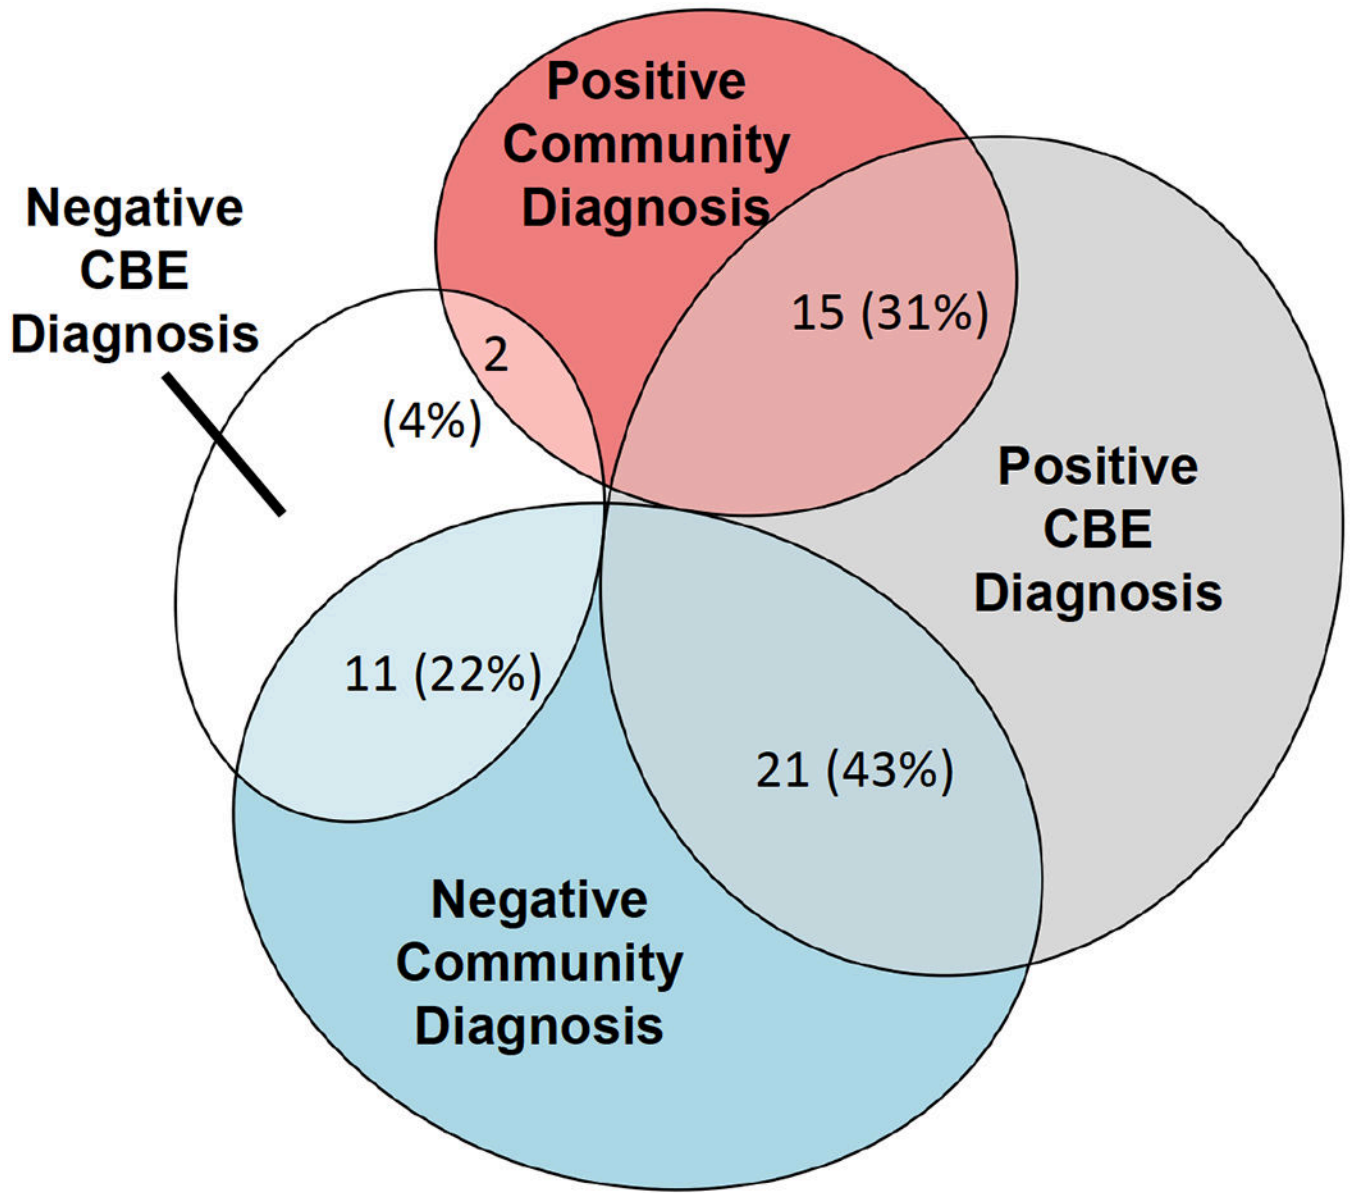 Positive
Community
Diagnosis
Negative
CBE
Diagnosis
15 (31%)
2
(4%)
Positive
CBE
Diagnosis
11 (22%)
21 (43%)
Negative
Community
Diagnosis